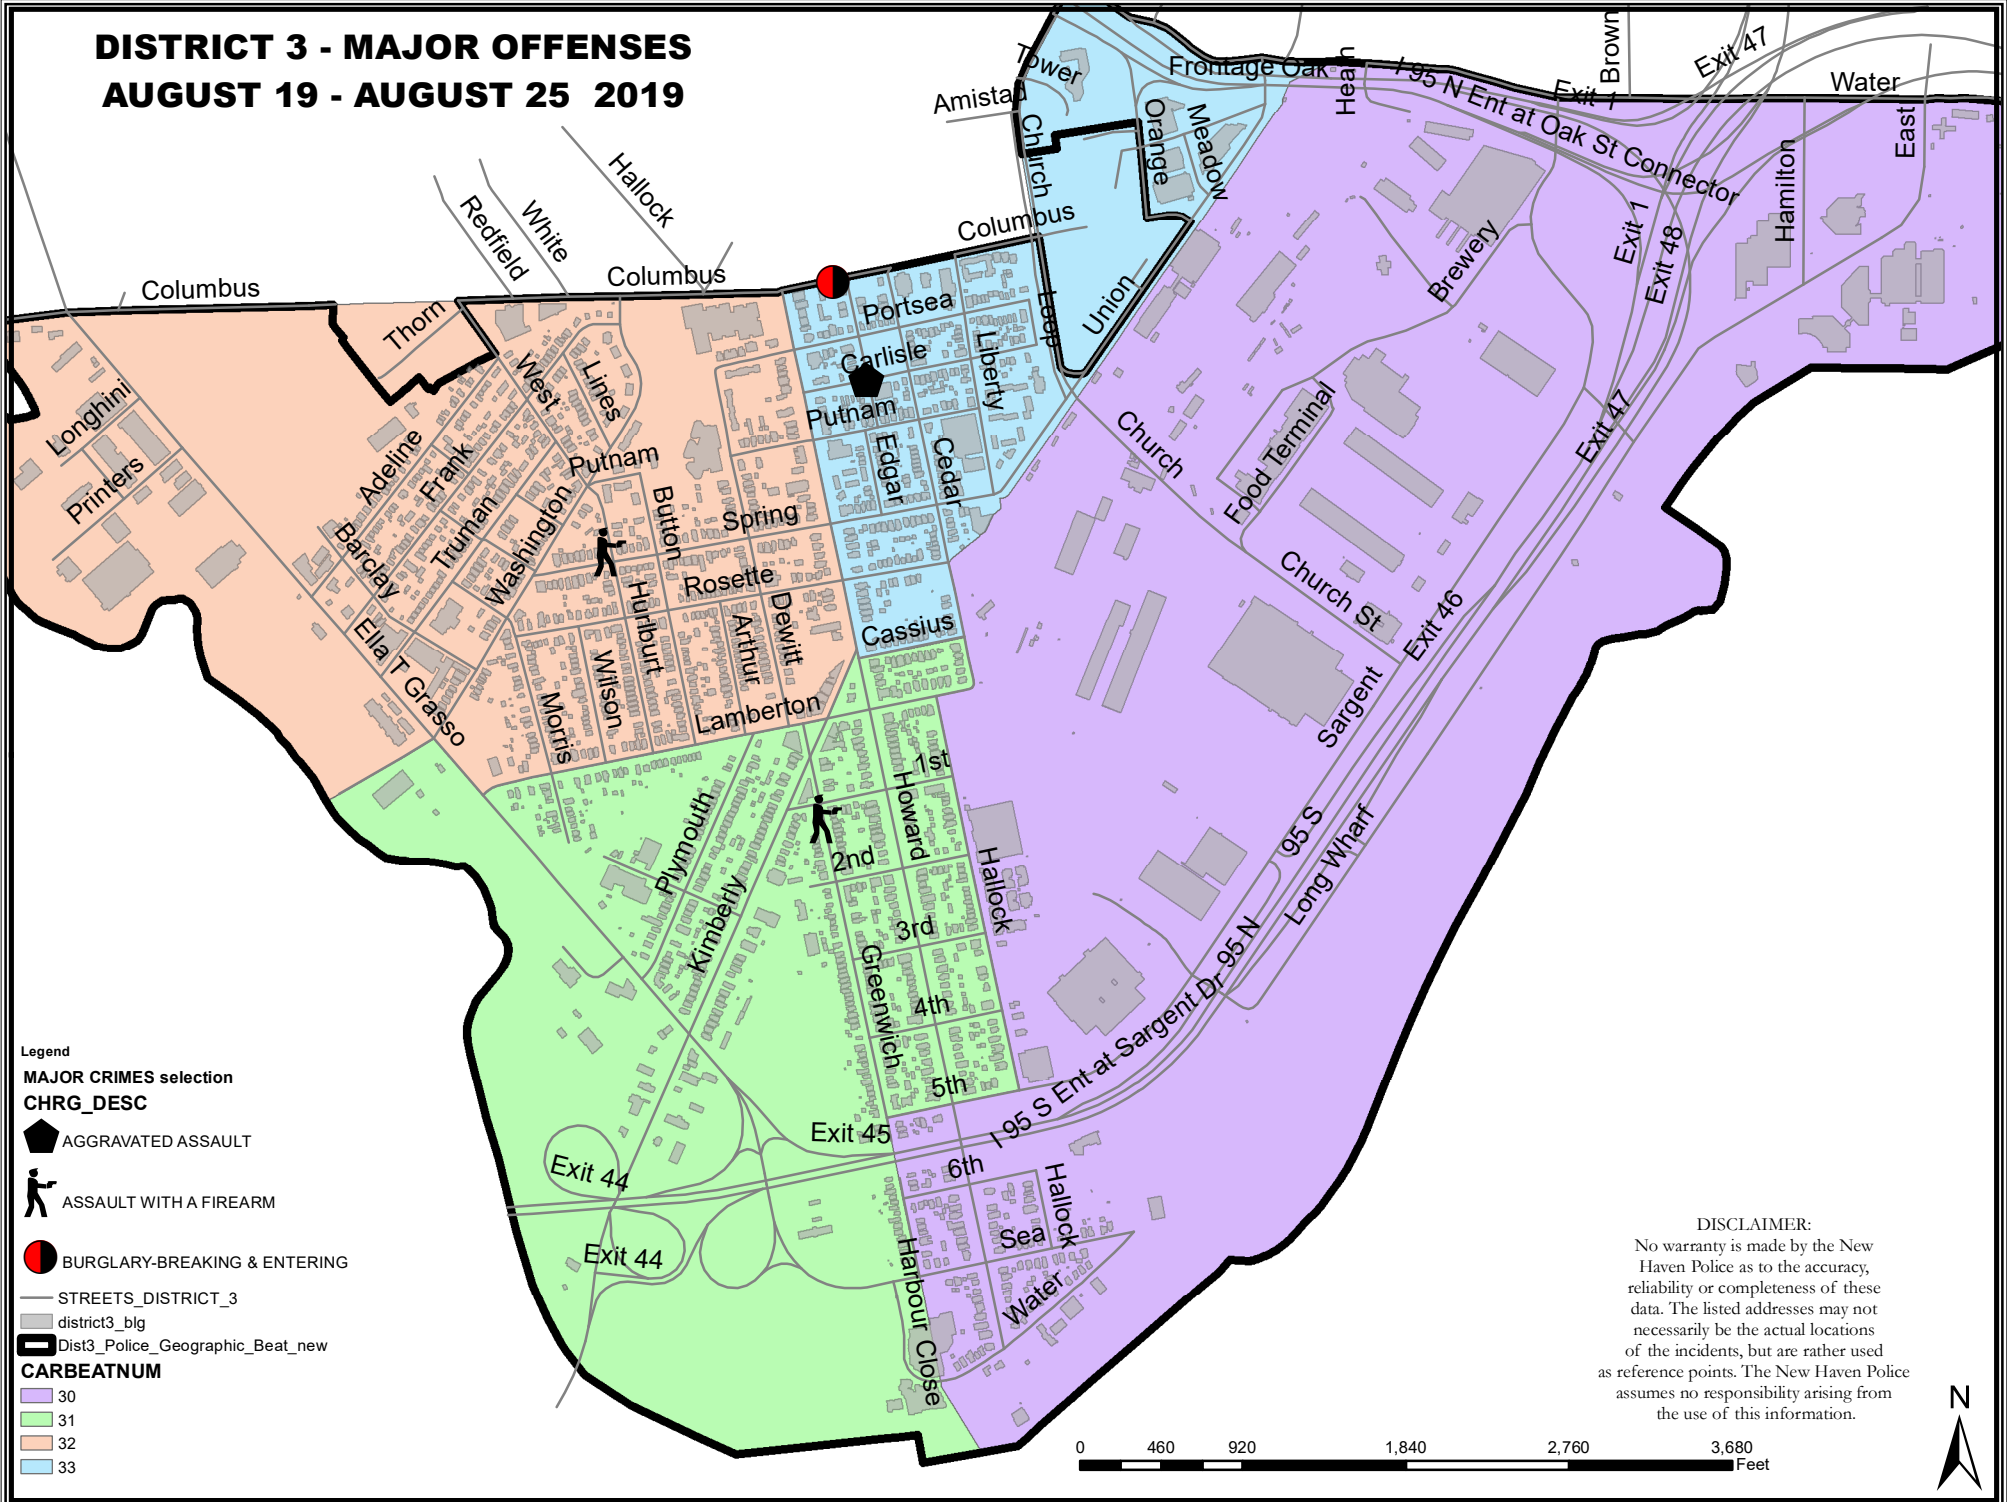 DISTRICT 3 - MAJOR OFFENSES
AUGUST 19 - AUGUST 25 2019
Tower
Amistad
Church
Orange
Meadow
Frontage Oak
Heath
I 95 N Ent at Oak St Connector
Exit 1
Brown
Exit 47
Water
East
Hamilton
Exit 1
Exit 48
Hallock
White
Redfield
Columbus
Columbus
Columbus
Thorn
Portsea
Carlisle
Liberty
Loop
Union
Brewery
Longhini
Printers
West
Lines
Adeline
Frank
Truman
Washington
Barclay
Putnam
Putnam
Edgar
Cedar
Church
Food Terminal
Exit 47
Button
Spring
Rosette
Hurlburt
Dewitt
Arthur
Cassius
Church St
Exit 46
Ella T Grasso
Wilson
Morris
Lamberton
Sargent
1st
Howard
Plymouth
2nd
Hallock
95 S
Long Wharf
Kimberly
3rd
Greenwich
4th
95 N
5th
I 95 S Ent at Sargent Dr
Exit 45
Exit 44
6th
Hallock
Sea
Exit 44
Harbour Close
Water
Legend
MAJOR CRIMES selection
CHRG_DESC
AGGRAVATED ASSAULT
ASSAULT WITH A FIREARM
BURGLARY-BREAKING & ENTERING
STREETS_DISTRICT_3
district3_blg
Dist3_Police_Geographic_Beat_new
CARBEATNUM
30
31
32
33
DISCLAIMER:
No warranty is made by the New
Haven Police as to the accuracy,
reliability or completeness of these
data. The listed addresses may not
necessarily be the actual locations
of the incidents, but are rather used
as reference points. The New Haven Police
assumes no responsibility arising from
the use of this information.
N
0 460 920 1,840 2,760 3,680
Feet